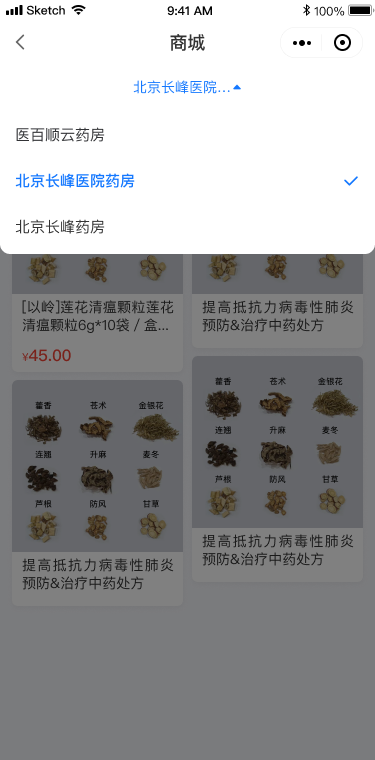 Sketch
9:41 AM
100%
商城
北京长峰医院...
医百顺云药房
北京长峰医院药房
北京长峰药房
[以岭]莲花清瘟颗粒莲花
清瘟颗粒6g*10袋 / 盒...
¥45.00
提高抵抗力病毒性肺炎
预防&治疗中药处方
藿香 苍术 金银花
连翘 升麻 麦冬
芦根 防风 甘草
提高抵抗力病毒性肺炎
预防&治疗中药处方
藿香 苍术 金银花
连翘 升麻 麦冬
芦根 防风 甘草
提高抵抗力病毒性肺炎
预防&治疗中药处方